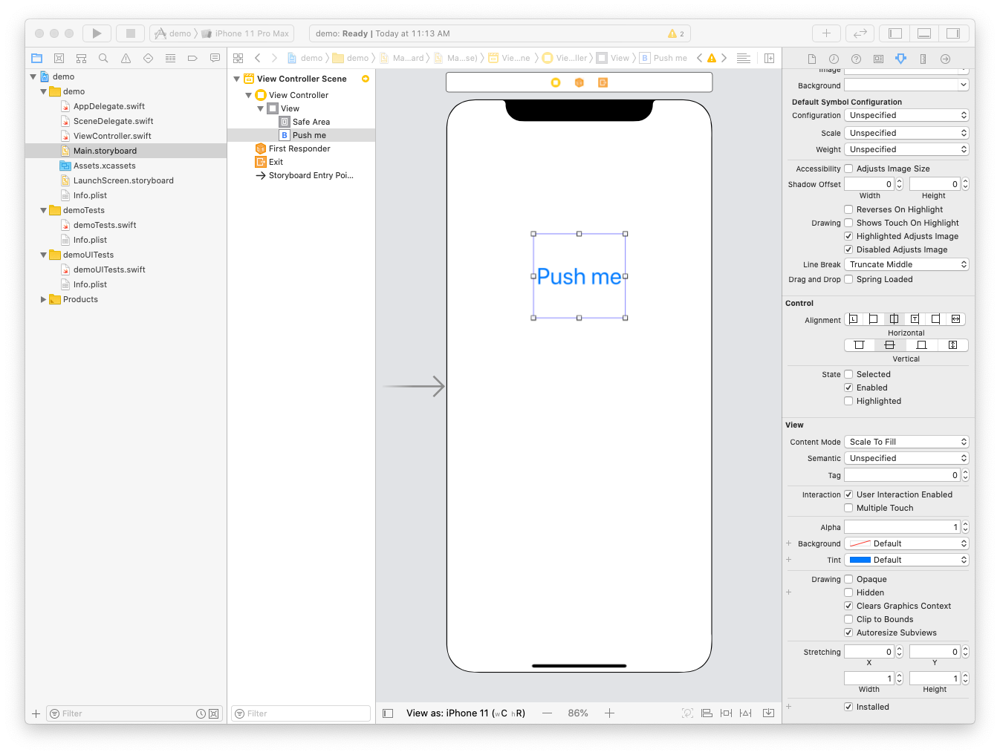 demo
iPhone 11 Pro Max
demo: Ready | Today at 11:13 AM
2
demo
demo
Ma...ard
Ma...se)
Vie...ne
Vie...ller
View
B
Push me
demo
demo
AppDelegate.swift
SceneDelegate.swift
ViewController.swift
Main.storyboard
Assets.xcassets
LaunchScreen.storyboard
Info.plist
demoTests
demoTests.swift
Info.plist
demoUITests
demoUITests.swift
Info.plist
Products
Filter
View Controller Scene
View Controller
View
Safe Area
B Push me
First Responder
Exit
Storyboard Entry Poi...
Filter
Push me
View as: iPhone 11 (wC hR)
86%
Image
Background
Default Symbol Configuration
Configuration Unspecified
Scale Unspecified
Weight Unspecified
Accessibility Adjusts Image Size
Shadow Offset 0 0
Width Height
Reverses On Highlight
Drawing Shows Touch On Highlight
Highlighted Adjusts Image
Disabled Adjusts Image
Line Break Truncate Middle
Drag and Drop Spring Loaded
Control
Alignment L T
Horizontal
Vertical
State Selected
Enabled
Highlighted
View
Content Mode Scale To Fill
Semantic Unspecified
Tag 0
Interaction User Interaction Enabled
Multiple Touch
Alpha 1
Background Default
Tint Default
Drawing Opaque
Hidden
Clears Graphics Context
Clip to Bounds
Autoresize Subviews
Stretching 0 0
X Y
1 1
Width Height
Installed